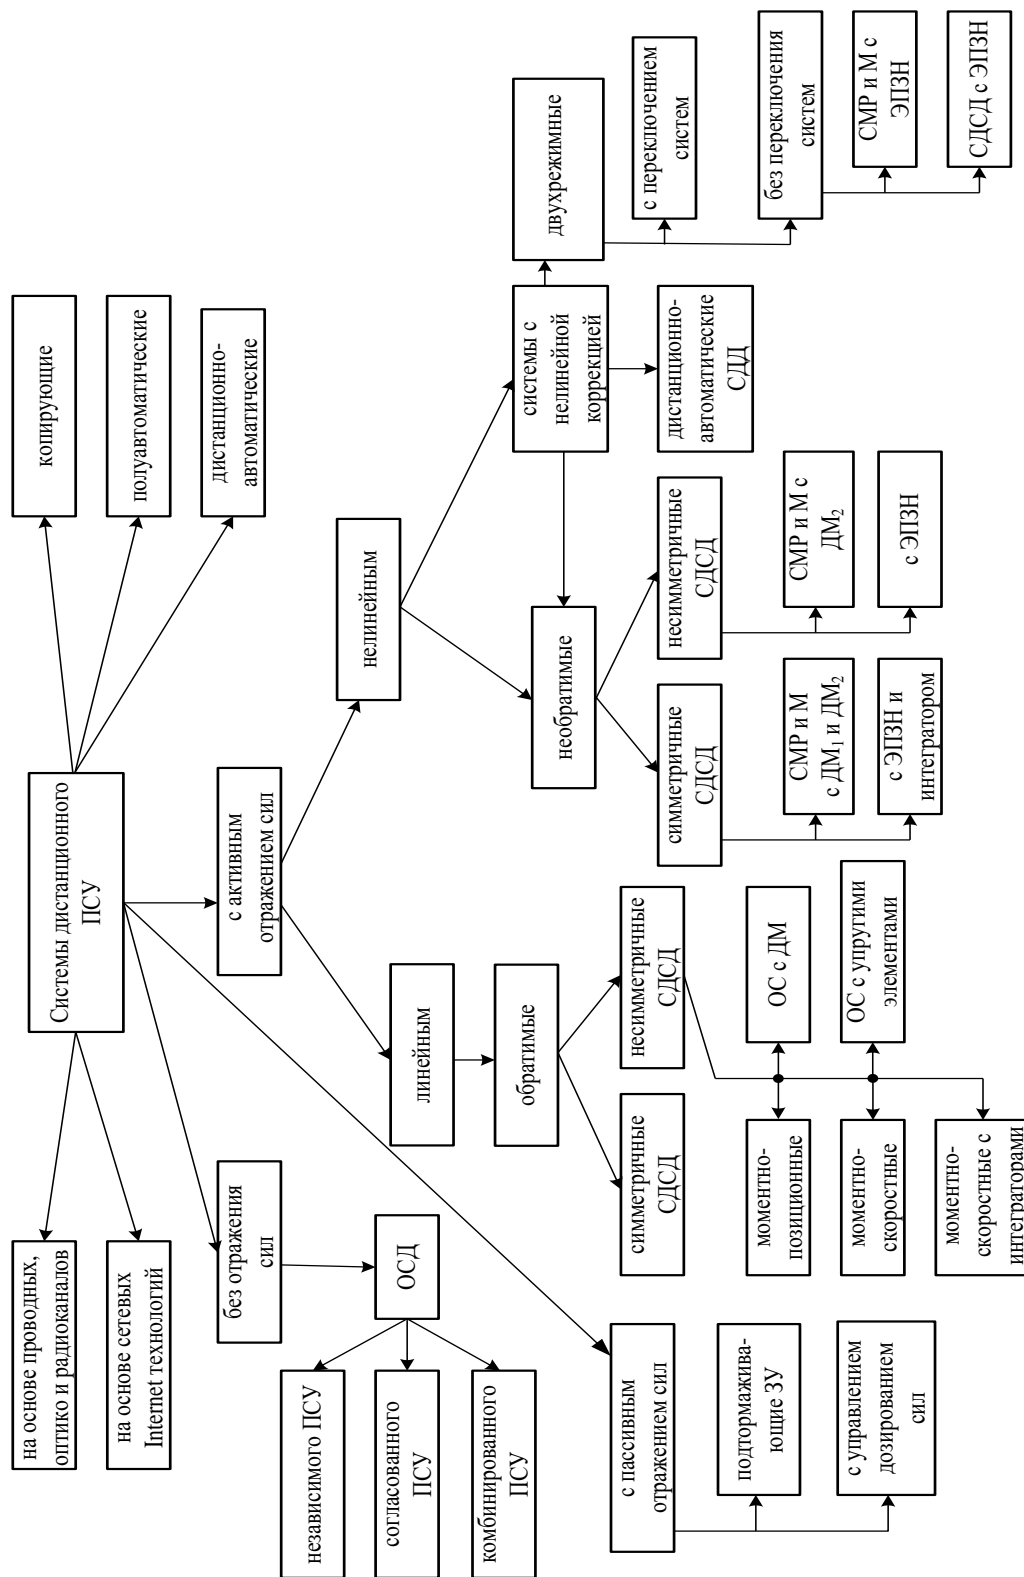 Системы дистанционного
ПСУ
на основе проводных,
оптико и радиоканалов
на основе сетевых
Internet технологий
копирующие
полуавтоматические
дистанционно-
автоматические
без отражения
сил
с активным
отражением сил
ОСД
независимого ПСУ
согласованного
ПСУ
комбинированного
ПСУ
линейным
нелинейным
обратимые
необратимые
системы с
нелинейной
коррекцией
двухрежимные
с пассивным
отражением сил
подтормажива-
ющие ЗУ
с управлением
дозированием
сил
симметричные
СДСД
несимметричные
СДСД
моментно-
позиционные
ОС с ДМ
моментно-
скоростные
ОС с упругими
элементами
моментно-
скоростные с
интеграторами
симметричные
СДСД
несимметричные
СДСД
СМР и М
с ДМ₁ и ДМ₂
с ЭПЗН и
интегратором
СМР и М с
ДМ₂
с ЭПЗН
дистанционно-
автоматические
СДД
с переключением
систем
без переключения
систем
СМР и М с
ЭПЗН
СДСД с ЭПЗН